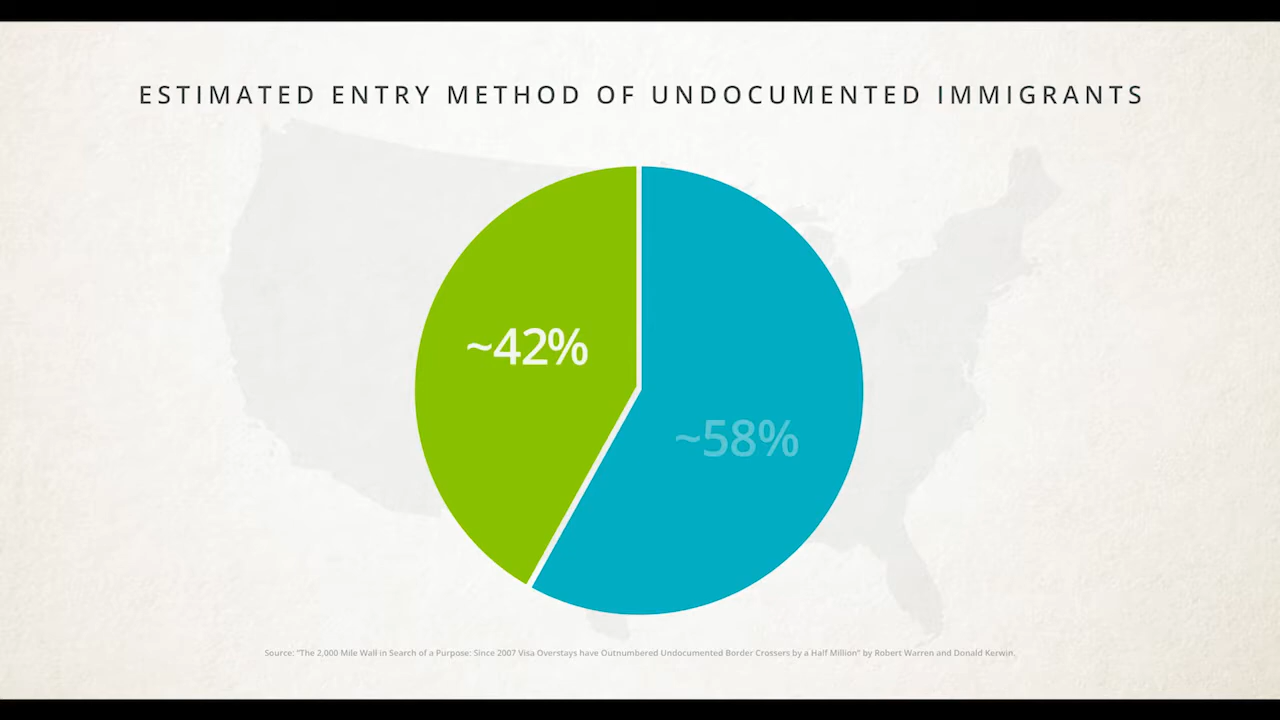 ESTIMATED ENTRY METHOD OF UNDOCUMENTED IMMIGRANTS
~42%
~58%
Source: "The 2,000 Mile Wall in Search of a Purpose: Since 2007 Visa Overstays have Outnumbered Undocumented Border Crossers by a Half Million" by Robert Warren and Donald Kerwin.